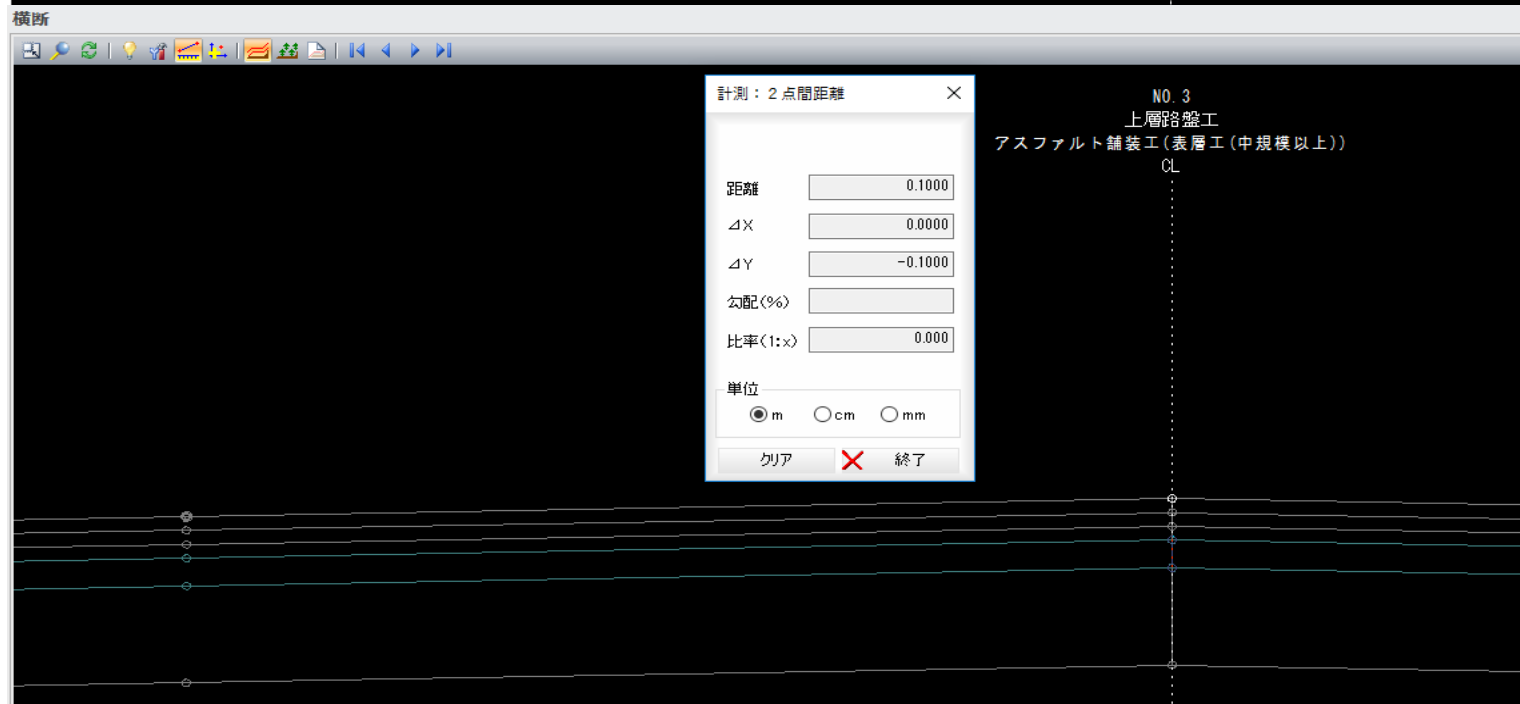 横断
計測：２点間距離
NO. 3
上層路盤工
アスファルト舗装工(表層工(中規模以上))
CL
距離 0.1000
⊿X 0.0000
⊿Y -0.1000
勾配(%)
比率(1:x) 0.000
単位
m cm mm
クリア 終了